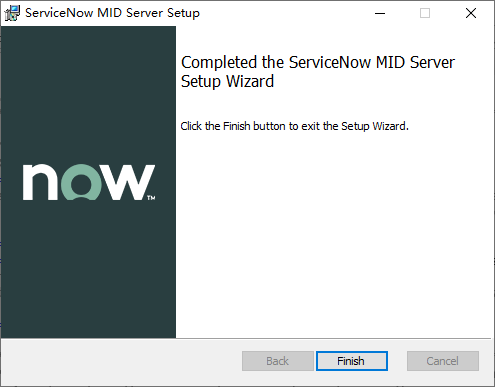 ServiceNow MID Server Setup
Completed the ServiceNow MID Server
Setup Wizard
Click the Finish button to exit the Setup Wizard.
now™
Back
Finish
Cancel